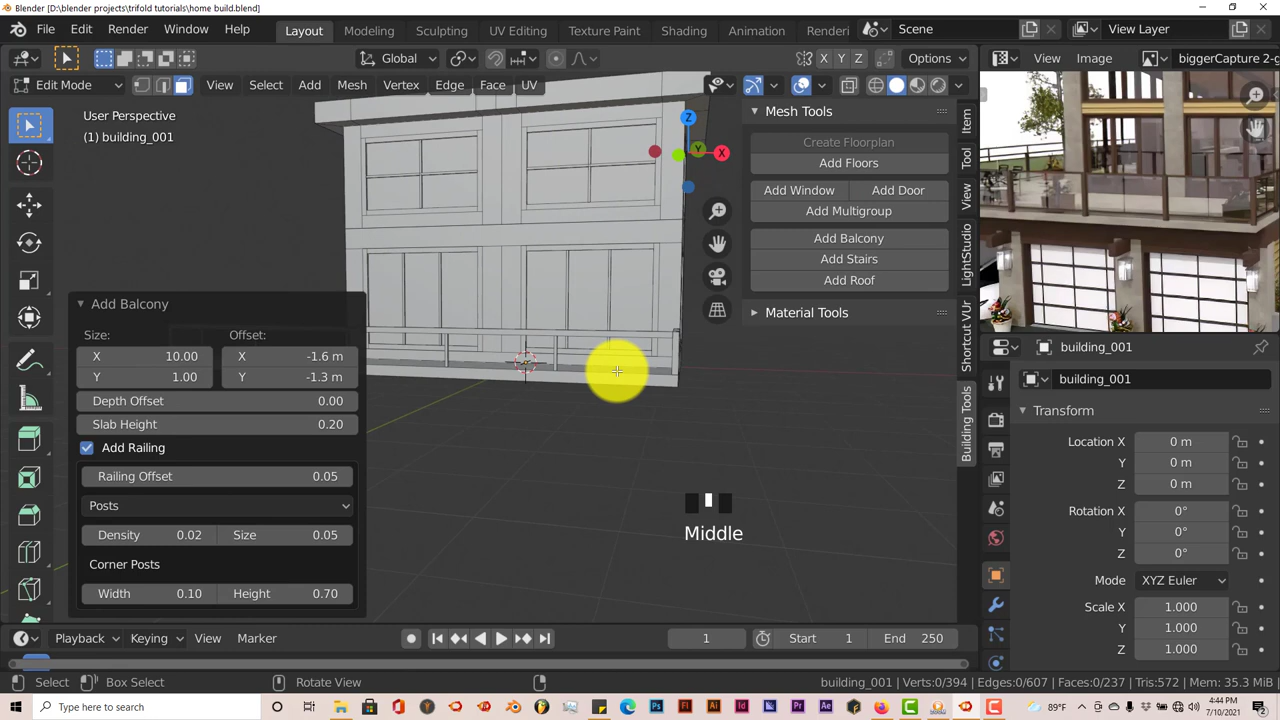 Blender [D:\blender projects\trifold tutorials\home build.blend]
File Edit Render Window Help Layout Modeling Sculpting UV Editing Texture Paint Shading Animation Renderi Scene View Layer
Global X Y Z Options View Image biggerCapture 2-g
Edit Mode View Select Add Mesh Vertex Edge Face UV
User Perspective
(1) building_001
Z
Y X
Mesh Tools
Create Floorplan
Add Floors
Add Window Add Door
Add Multigroup
Add Balcony
Add Stairs
Add Roof
Material Tools
Item
Tool
View
LightStudio
Shortcut VUr
Building Tools
Add Balcony
Size: Offset:
X 10.00 X -1.6 m
Y 1.00 Y -1.3 m
Depth Offset 0.00
Slab Height 0.20
Add Railing
Railing Offset 0.05
Posts
Density 0.02 Size 0.05
Corner Posts
Width 0.10 Height 0.70
Middle
building_001
building_001
Transform
Location X 0 m
Y 0 m
Z 0 m
Rotation X 0°
Y 0°
Z 0°
Mode XYZ Euler
Scale X 1.000
Y 1.000
Z 1.000
Playback Keying View Marker 1 Start 1 End 250
Select Box Select Rotate View building_001 | Verts:0/394 | Edges:0/607 | Faces:0/237 | Tris:572 | Mem: 35.3 MiB
Type here to search 89°F 4:44 PM
7/10/2021